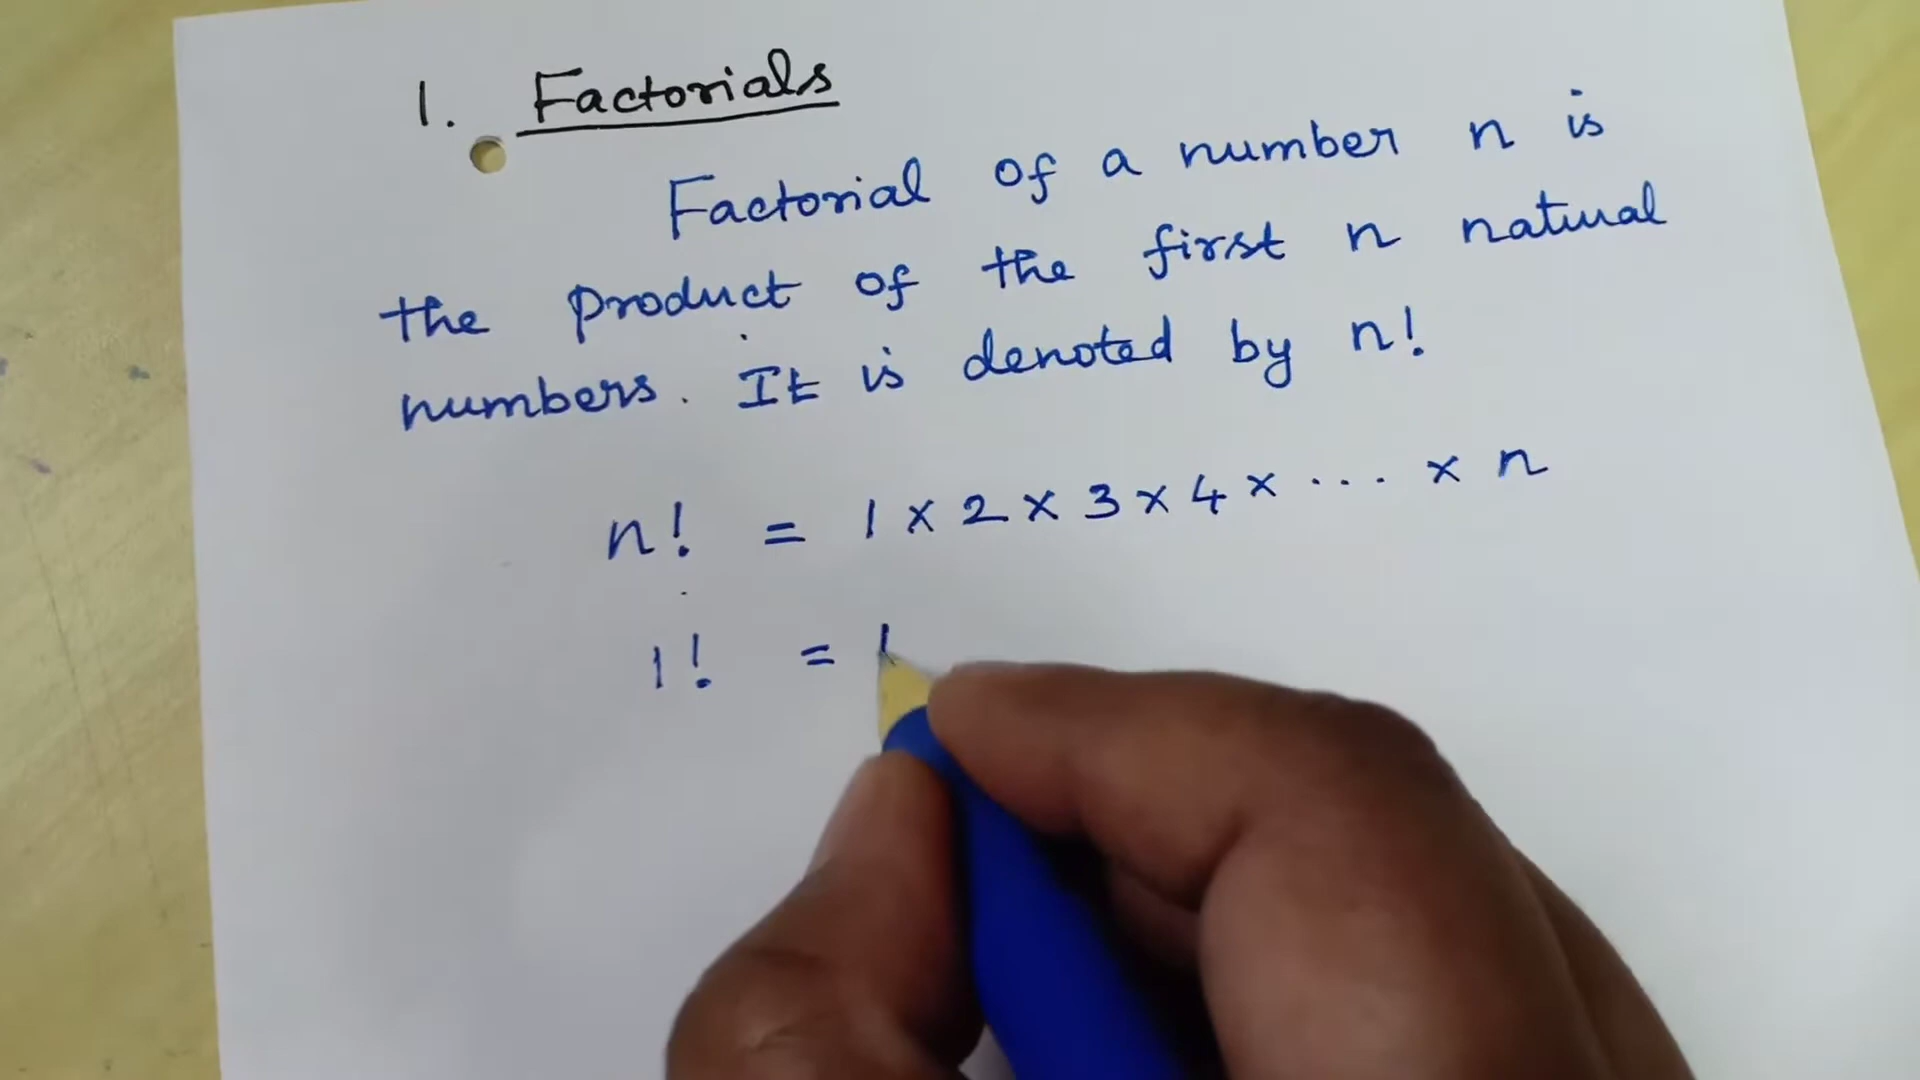 1. Factorials
Factorial of a number n is
the product of the first n natural
numbers. It is denoted by n!
n! = 1 × 2 × 3 × 4 × ... × n
1! = 1